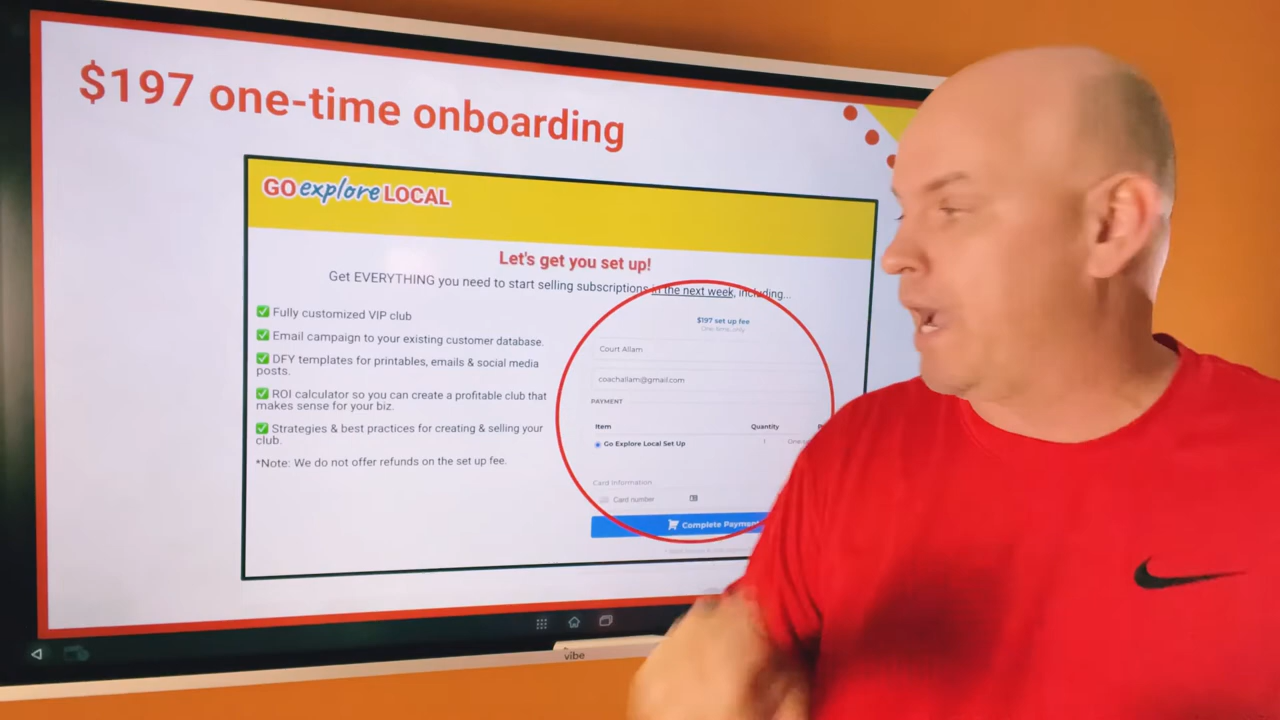 $197 one-time onboarding
GO explore LOCAL
Let's get you set up!
Get EVERYTHING you need to start selling subscriptions in the next week, including...
✅ Fully customized VIP club
✅ Email campaign to your existing customer database.
✅ DFY templates for printables, emails & social media
posts.
✅ ROI calculator so you can create a profitable club that
makes sense for your biz.
✅ Strategies & best practices for creating & selling your
club.
*Note: We do not offer refunds on the set up fee.
$197 set up fee
One-time only
Court Allam
coachallam@gmail.com
PAYMENT
Item Quantity
Go Explore Local Set Up 1
Card Information
Card number
Complete Payment
vibe